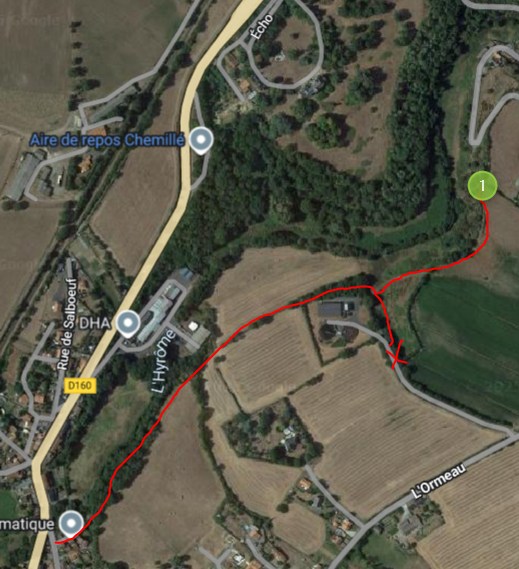 Écho
Aire de repos Chemillé
1
Rue de Salboeuf
DHA
L'Hyrôme
D160
L'Ormeau
matique